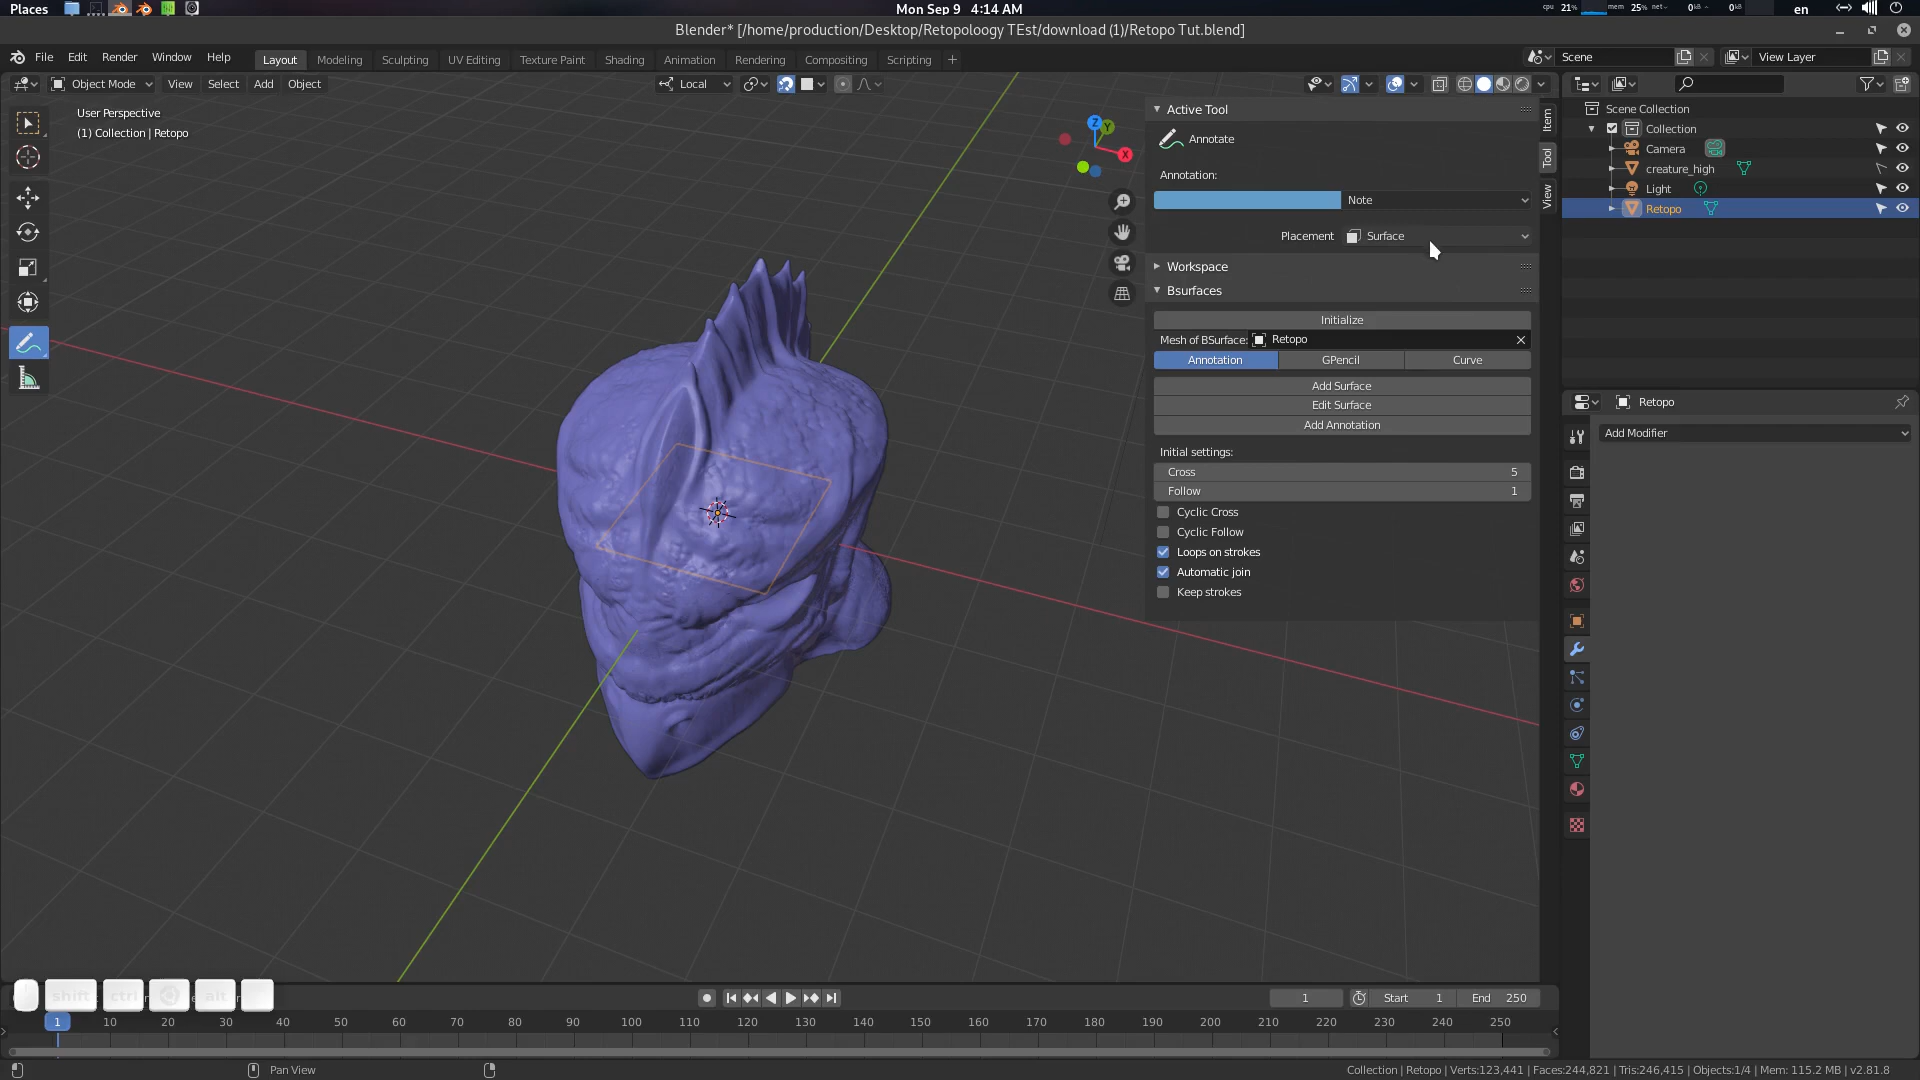 Places
Mon Sep 9 4:14 AM
cpu 21% mem 25% net 0kB 0kB en
Blender* [/home/production/Desktop/Retopoloogy TEst/download (1)/Retopo Tut.blend]
File Edit Render Window Help Layout Modeling Sculpting UV Editing Texture Paint Shading Animation Rendering Compositing Scripting + Scene View Layer
Object Mode View Select Add Object Local
User Perspective
(1) Collection | Retopo
Z Y X
Active Tool
Annotate
Annotation:
Note
Placement Surface
Workspace
Bsurfaces
Initialize
Mesh of BSurface: Retopo
Annotation GPencil Curve
Add Surface
Edit Surface
Add Annotation
Initial settings:
Cross 5
Follow 1
Cyclic Cross
Cyclic Follow
Loops on strokes
Automatic join
Keep strokes
Item
Tool
View
Scene Collection
Collection
Camera
creature_high
Light
Retopo
Retopo
Add Modifier
shift ctrl alt
1 Start 1 End 250
1 10 20 30 40 50 60 70 80 90 100 110 120 130 140 150 160 170 180 190 200 210 220 230 240 250
Pan View
Collection | Retopo | Verts:123,441 | Faces:244,821 | Tris:246,415 | Objects:1/4 | Mem: 115.2 MB | v2.81.8